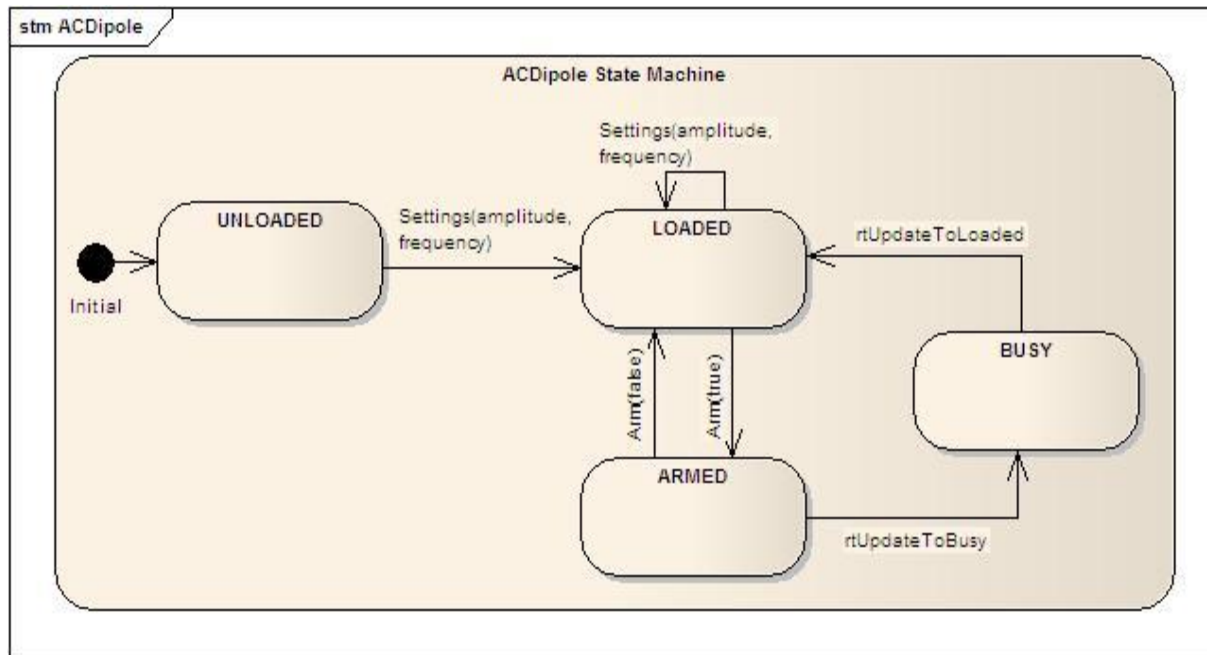 stm ACDipole
ACDipole State Machine
Settings(amplitude,
frequency)
UNLOADED
Settings(amplitude,
frequency)
LOADED
rtUpdateToLoaded
Initial
Arm(false)
Arm(true)
BUSY
ARMED
rtUpdateToBusy